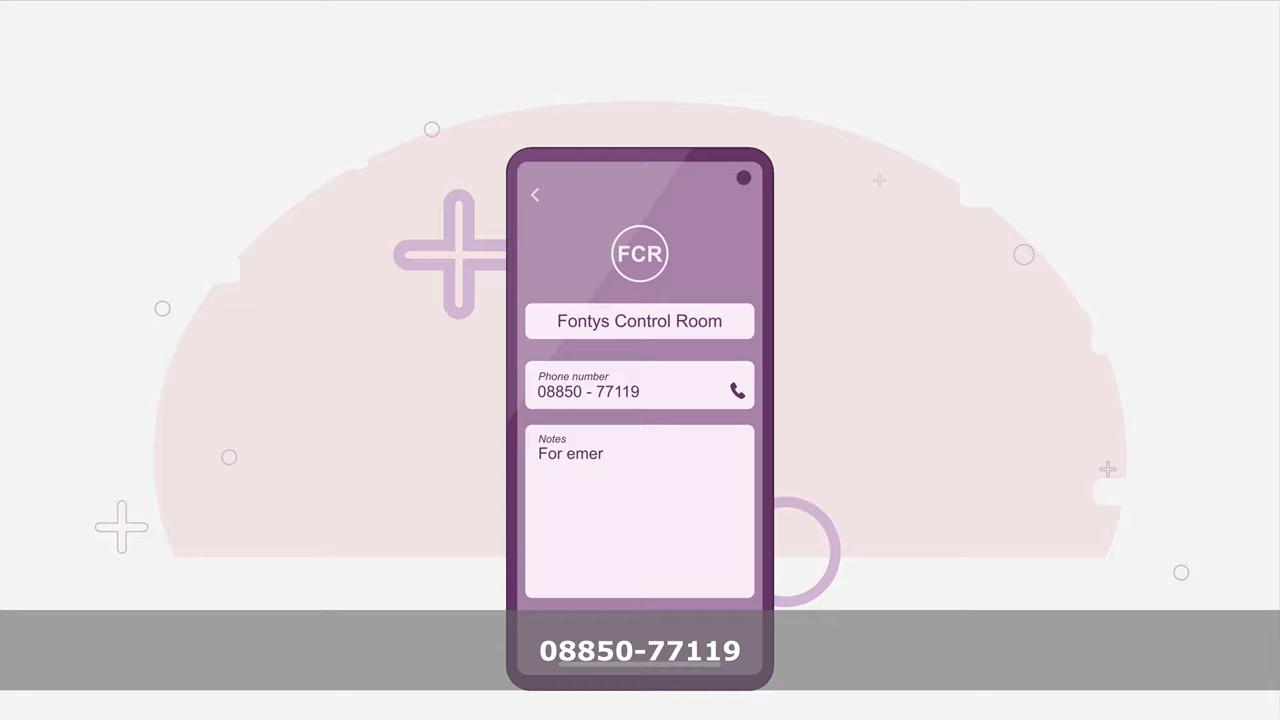 FCR
Fontys Control Room
Phone number
08850 - 77119
Notes
For emer
08850-77119